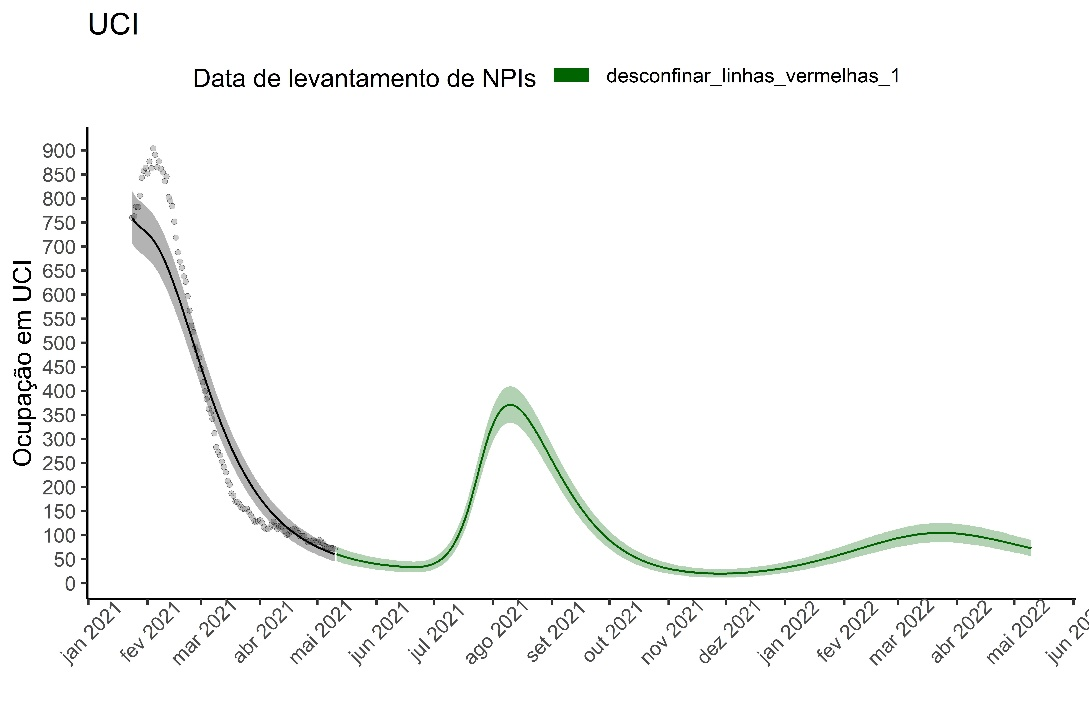 UCI
Data de levantamento de NPIs desconfinar_linhas_vermelhas_1
Ocupação em UCI
900
850
800
750
700
650
600
550
500
450
400
350
300
250
200
150
100
50
0
jan 2021
fev 2021
mar 2021
abr 2021
mai 2021
jun 2021
jul 2021
ago 2021
set 2021
out 2021
nov 2021
dez 2021
jan 2022
fev 2022
mar 2022
abr 2022
mai 2022
jun 20